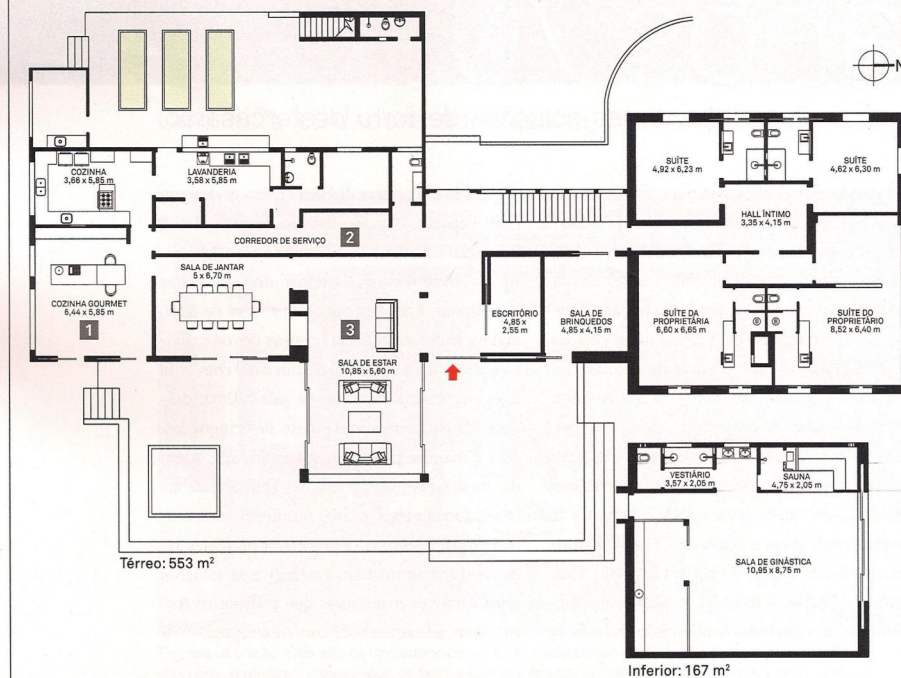 N
COZINHA
3,66 x 5,85 m
LAVANDERIA
3,58 x 5,85 m
SUÍTE
4,92 x 6,23 m
SUÍTE
4,62 x 6,30 m
HALL ÍNTIMO
3,35 x 4,15 m
CORREDOR DE SERVIÇO
2
SALA DE JANTAR
5 x 6,70 m
COZINHA GOURMET
6,44 x 5,85 m
1
3
SALA DE ESTAR
10,85 x 5,60 m
ESCRITÓRIO
4,85 x
2,55 m
SALA DE
BRINQUEDOS
4,85 x 4,15 m
SUÍTE DA
PROPRIETÁRIA
6,60 x 6,65 m
SUÍTE DO
PROPRIETÁRIO
8,52 x 6,40 m
Térreo: 553 m²
VESTIÁRIO
3,57 x 2,05 m
SAUNA
4,75 x 2,05 m
SALA DE GINÁSTICA
10,95 x 8,75 m
Inferior: 167 m²